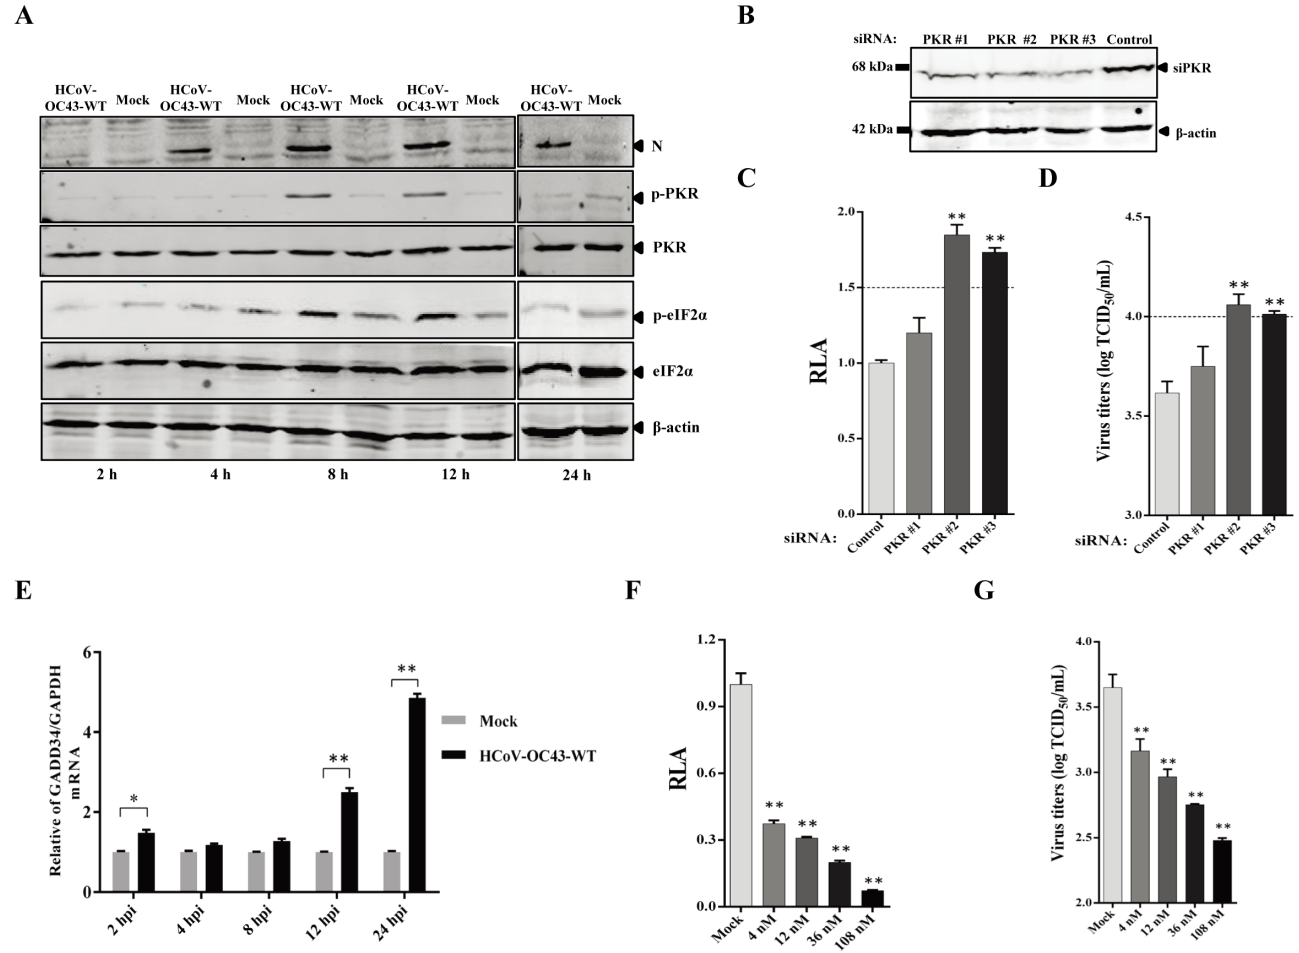 A
HCoV-
OC43-WT Mock HCoV-
OC43-WT Mock HCoV-
OC43-WT Mock HCoV-
OC43-WT Mock HCoV-
OC43-WT Mock
N
p-PKR
PKR
p-eIF2α
eIF2α
β-actin
2 h 4 h 8 h 12 h 24 h
B
siRNA: PKR #1 PKR #2 PKR #3 Control
68 kDa siPKR
42 kDa β-actin
C
RLA
2.0
1.5
1.0
0.5
0.0
** **
siRNA: Control PKR #1 PKR #2 PKR #3
D
Virus titers (log TCID50/mL)
4.5
4.0
3.5
3.0
** **
siRNA: Control PKR #1 PKR #2 PKR #3
E
Relative of GADD34/GAPDH
mRNA
6
4
2
0
* ** **
2 hpi 4 hpi 8 hpi 12 hpi 24 hpi
Mock
HCoV-OC43-WT
F
RLA
1.2
0.9
0.6
0.3
0.0
** ** ** **
Mock 4 nM 12 nM 36 nM 108 nM
G
Virus titers (log TCID50/mL)
4.0
3.5
3.0
2.5
2.0
** ** ** **
Mock 4 nM 12 nM 36 nM 108 nM